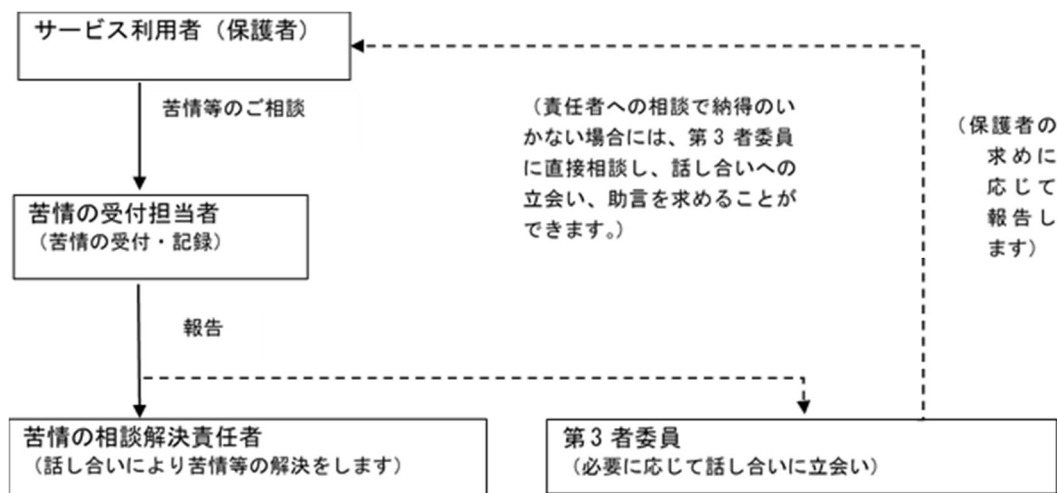 サービス利用者（保護者）
苦情等のご相談
（責任者への相談で納得のい
かない場合には、第3者委員
に直接相談し、話し合いへの
立会い、助言を求めることが
できます。）
（保護者の
求めに
応じて
報告し
ます）
苦情の受付担当者
（苦情の受付・記録）
報告
苦情の相談解決責任者
（話し合いにより苦情等の解決をします）
第3者委員
（必要に応じて話し合いに立会い）